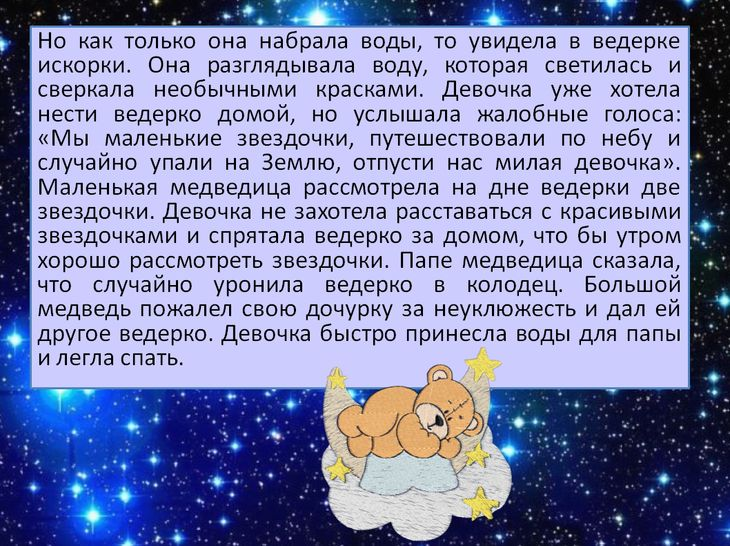 Но как только она набрала воды, то увидела в ведерке
искорки. Она разглядывала воду, которая светилась и
сверкала необычными красками. Девочка уже хотела
нести ведерко домой, но услышала жалобные голоса:
«Мы маленькие звездочки, путешествовали по небу и
случайно упали на Землю, отпусти нас милая девочка».
Маленькая медведица рассмотрела на дне ведерки две
звездочки. Девочка не захотела расставаться с красивыми
звездочками и спрятала ведерко за домом, что бы утром
хорошо рассмотреть звездочки. Папе медведица сказала,
что случайно уронила ведерко в колодец. Большой
медведь пожалел свою дочурку за неуклюжесть и дал ей
другое ведерко. Девочка быстро принесла воды для папы
и легла спать.